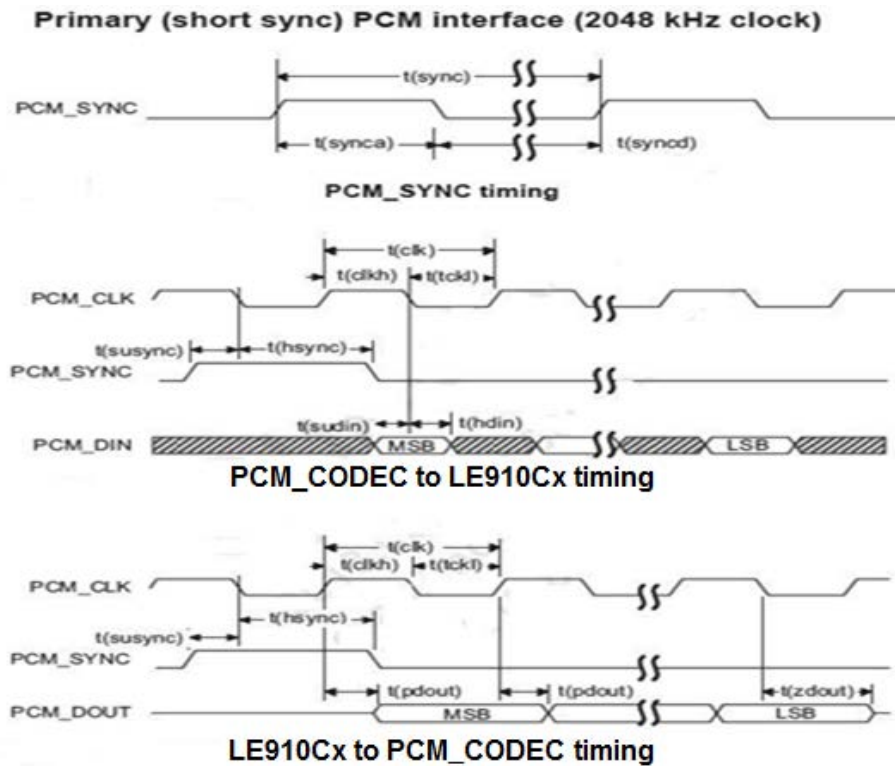 Primary (short sync) PCM interface (2048 kHz clock)
t(sync)
PCM_SYNC
t(synca)
t(syncd)
PCM_SYNC timing
t(clk)
t(clkh)
t(tckl)
PCM_CLK
t(susync)
t(hsync)
PCM_SYNC
t(sudin)
t(hdin)
PCM_DIN
MSB
LSB
PCM_CODEC to LE910Cx timing
t(clk)
t(clkh)
t(tckl)
PCM_CLK
t(hsync)
t(susync)
PCM_SYNC
t(pdout)
t(pdout)
t(zdout)
PCM_DOUT
MSB
LSB
LE910Cx to PCM_CODEC timing